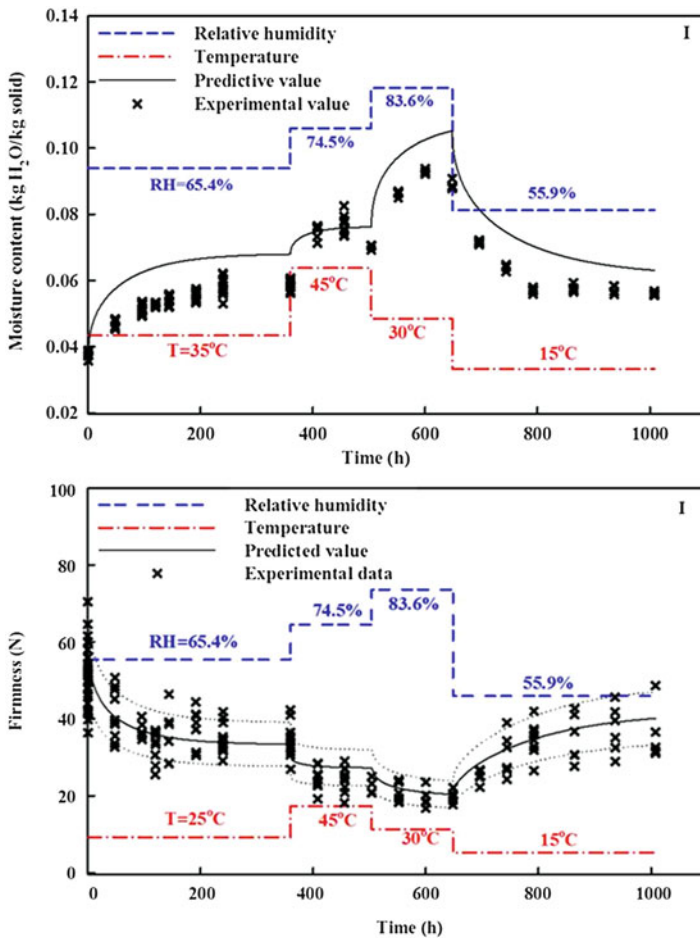 0.14
I
Relative humidity
Temperature
Predictive value
Experimental value
0.12
83.6%
74.5%
0.10
RH=65.4%
55.9%
0.08
0.06
45°C
30°C
T=35°C
15°C
0.04
0.02
Moisture content (kg H₂O/kg solid)
0 200 400 600 800 1000
Time (h)
100
I
Relative humidity
Temperature
Predicted value
Experimental data
80
83.6%
74.5%
RH=65.4%
60
55.9%
40
20
T=25°C
45°C
30°C
15°C
0
Firmness (N)
0 200 400 600 800 1000
Time (h)